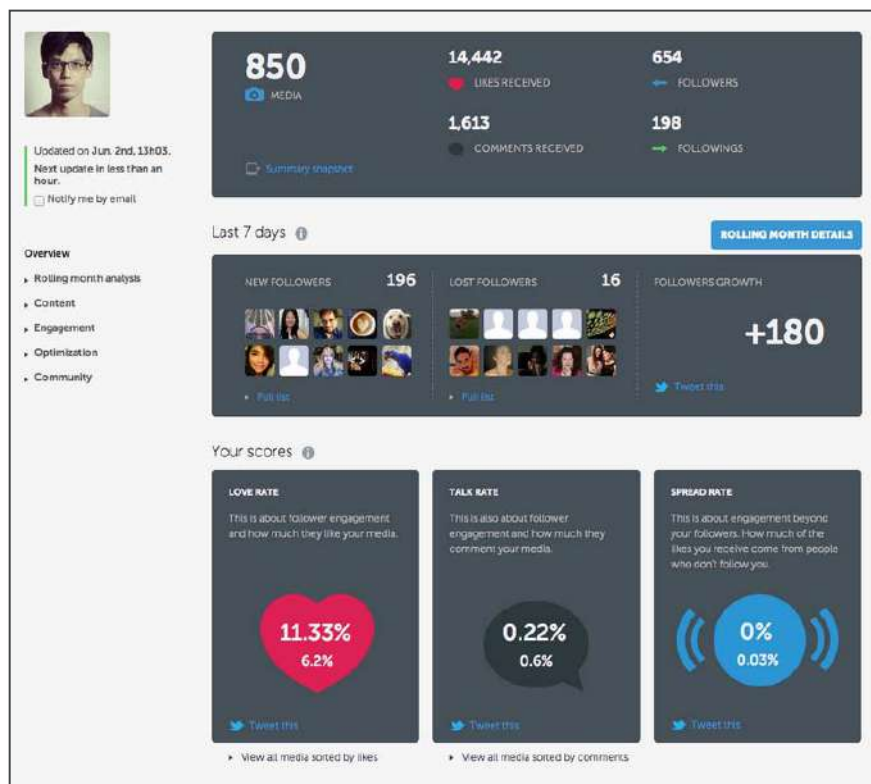 850
MEDIA
Summary snapshot
14,442
LIKES RECEIVED
1,613
COMMENTS RECEIVED
654
FOLLOWERS
198
FOLLOWINGS
Updated on Jun. 2nd, 13h03.
Next update in less than an
hour.
Notify me by email
Overview
Rolling month analysis
Content
Engagement
Optimization
Community
Last 7 days
ROLLING MONTH DETAILS
NEW FOLLOWERS 196
Full list
LOST FOLLOWERS 16
Full list
FOLLOWERS GROWTH
+180
Tweet this
Your scores
LOVE RATE
This is about follower engagement
and how much they like your media.
11.33%
6.2%
Tweet this
View all media sorted by likes
TALK RATE
This is also about follower
engagement and how much they
comment your media.
0.22%
0.6%
Tweet this
View all media sorted by comments
SPREAD RATE
This is about engagement beyond
your followers. How much of the
likes you receive come from people
who don't follow you.
0%
0.03%
Tweet this